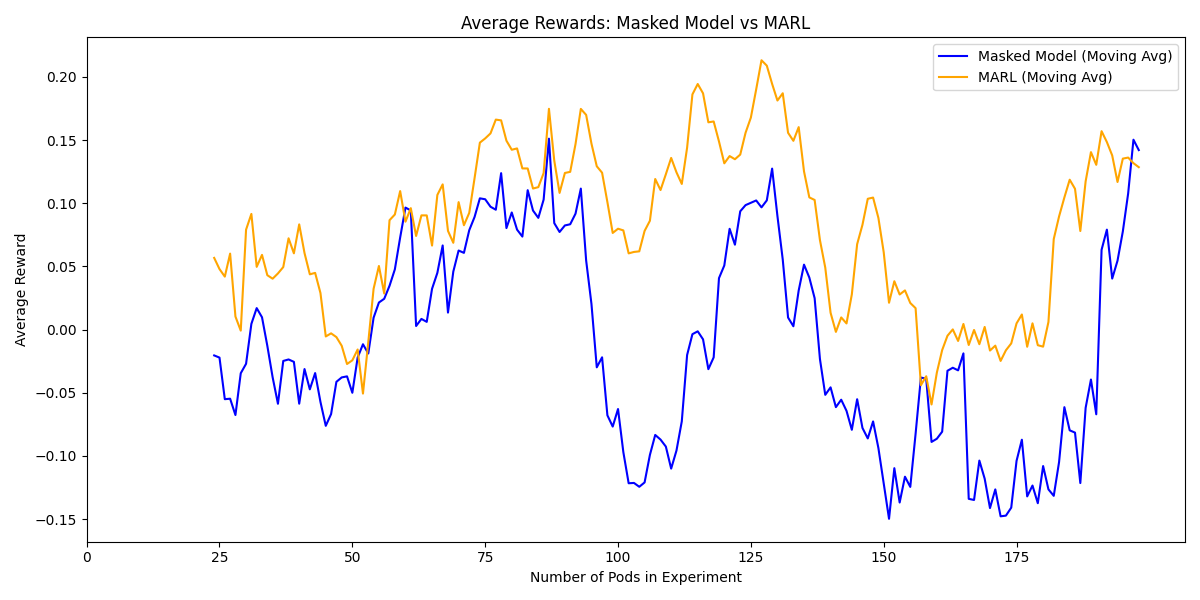 Average Rewards: Masked Model vs MARL
Masked Model (Moving Avg)
MARL (Moving Avg)
Average Reward
0.20
0.15
0.10
0.05
0.00
−0.05
−0.10
−0.15
0 25 50 75 100 125 150 175
Number of Pods in Experiment